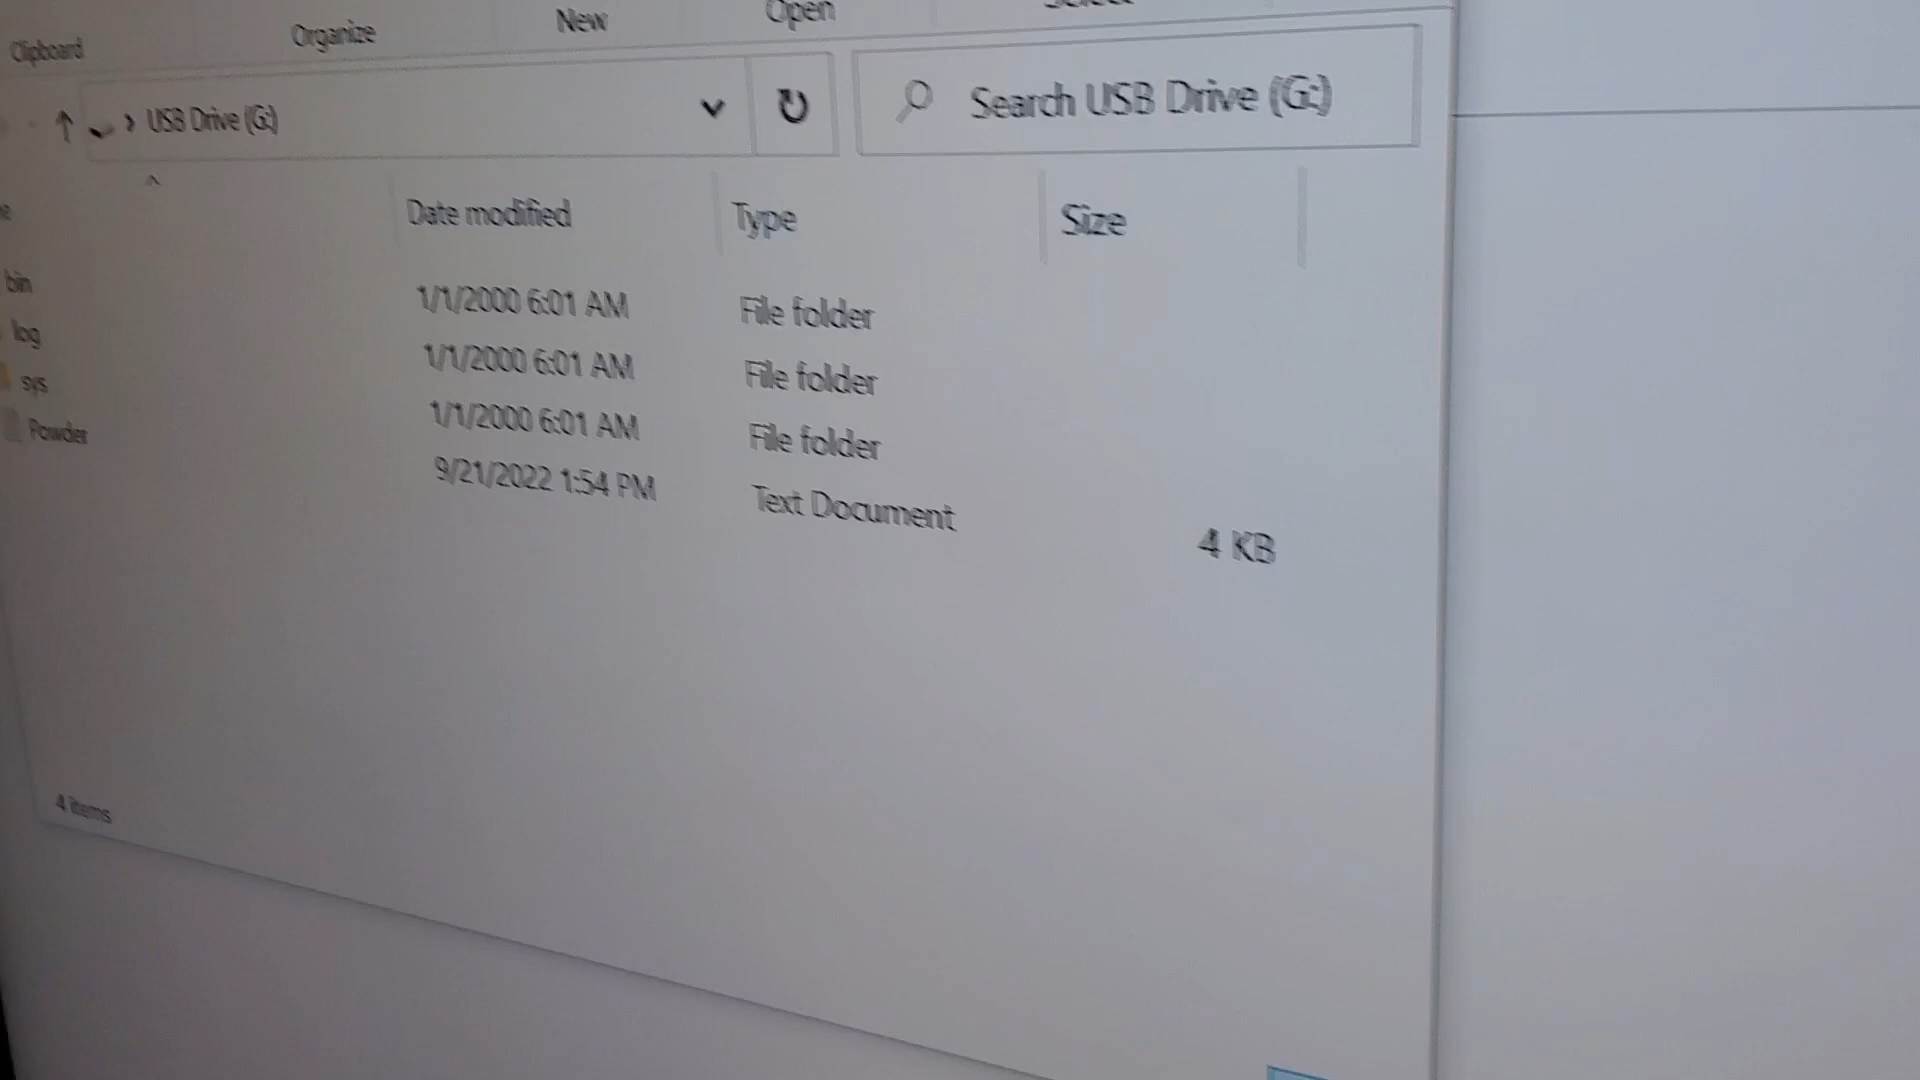 Clipboard Organize New Open
USB Drive (G:) Search USB Drive (G:)
Date modified Type Size
bin 1/1/2000 6:01 AM File folder
log 1/1/2000 6:01 AM File folder
sys 1/1/2000 6:01 AM File folder
Powder 9/21/2022 1:54 PM Text Document 4 KB
4 items